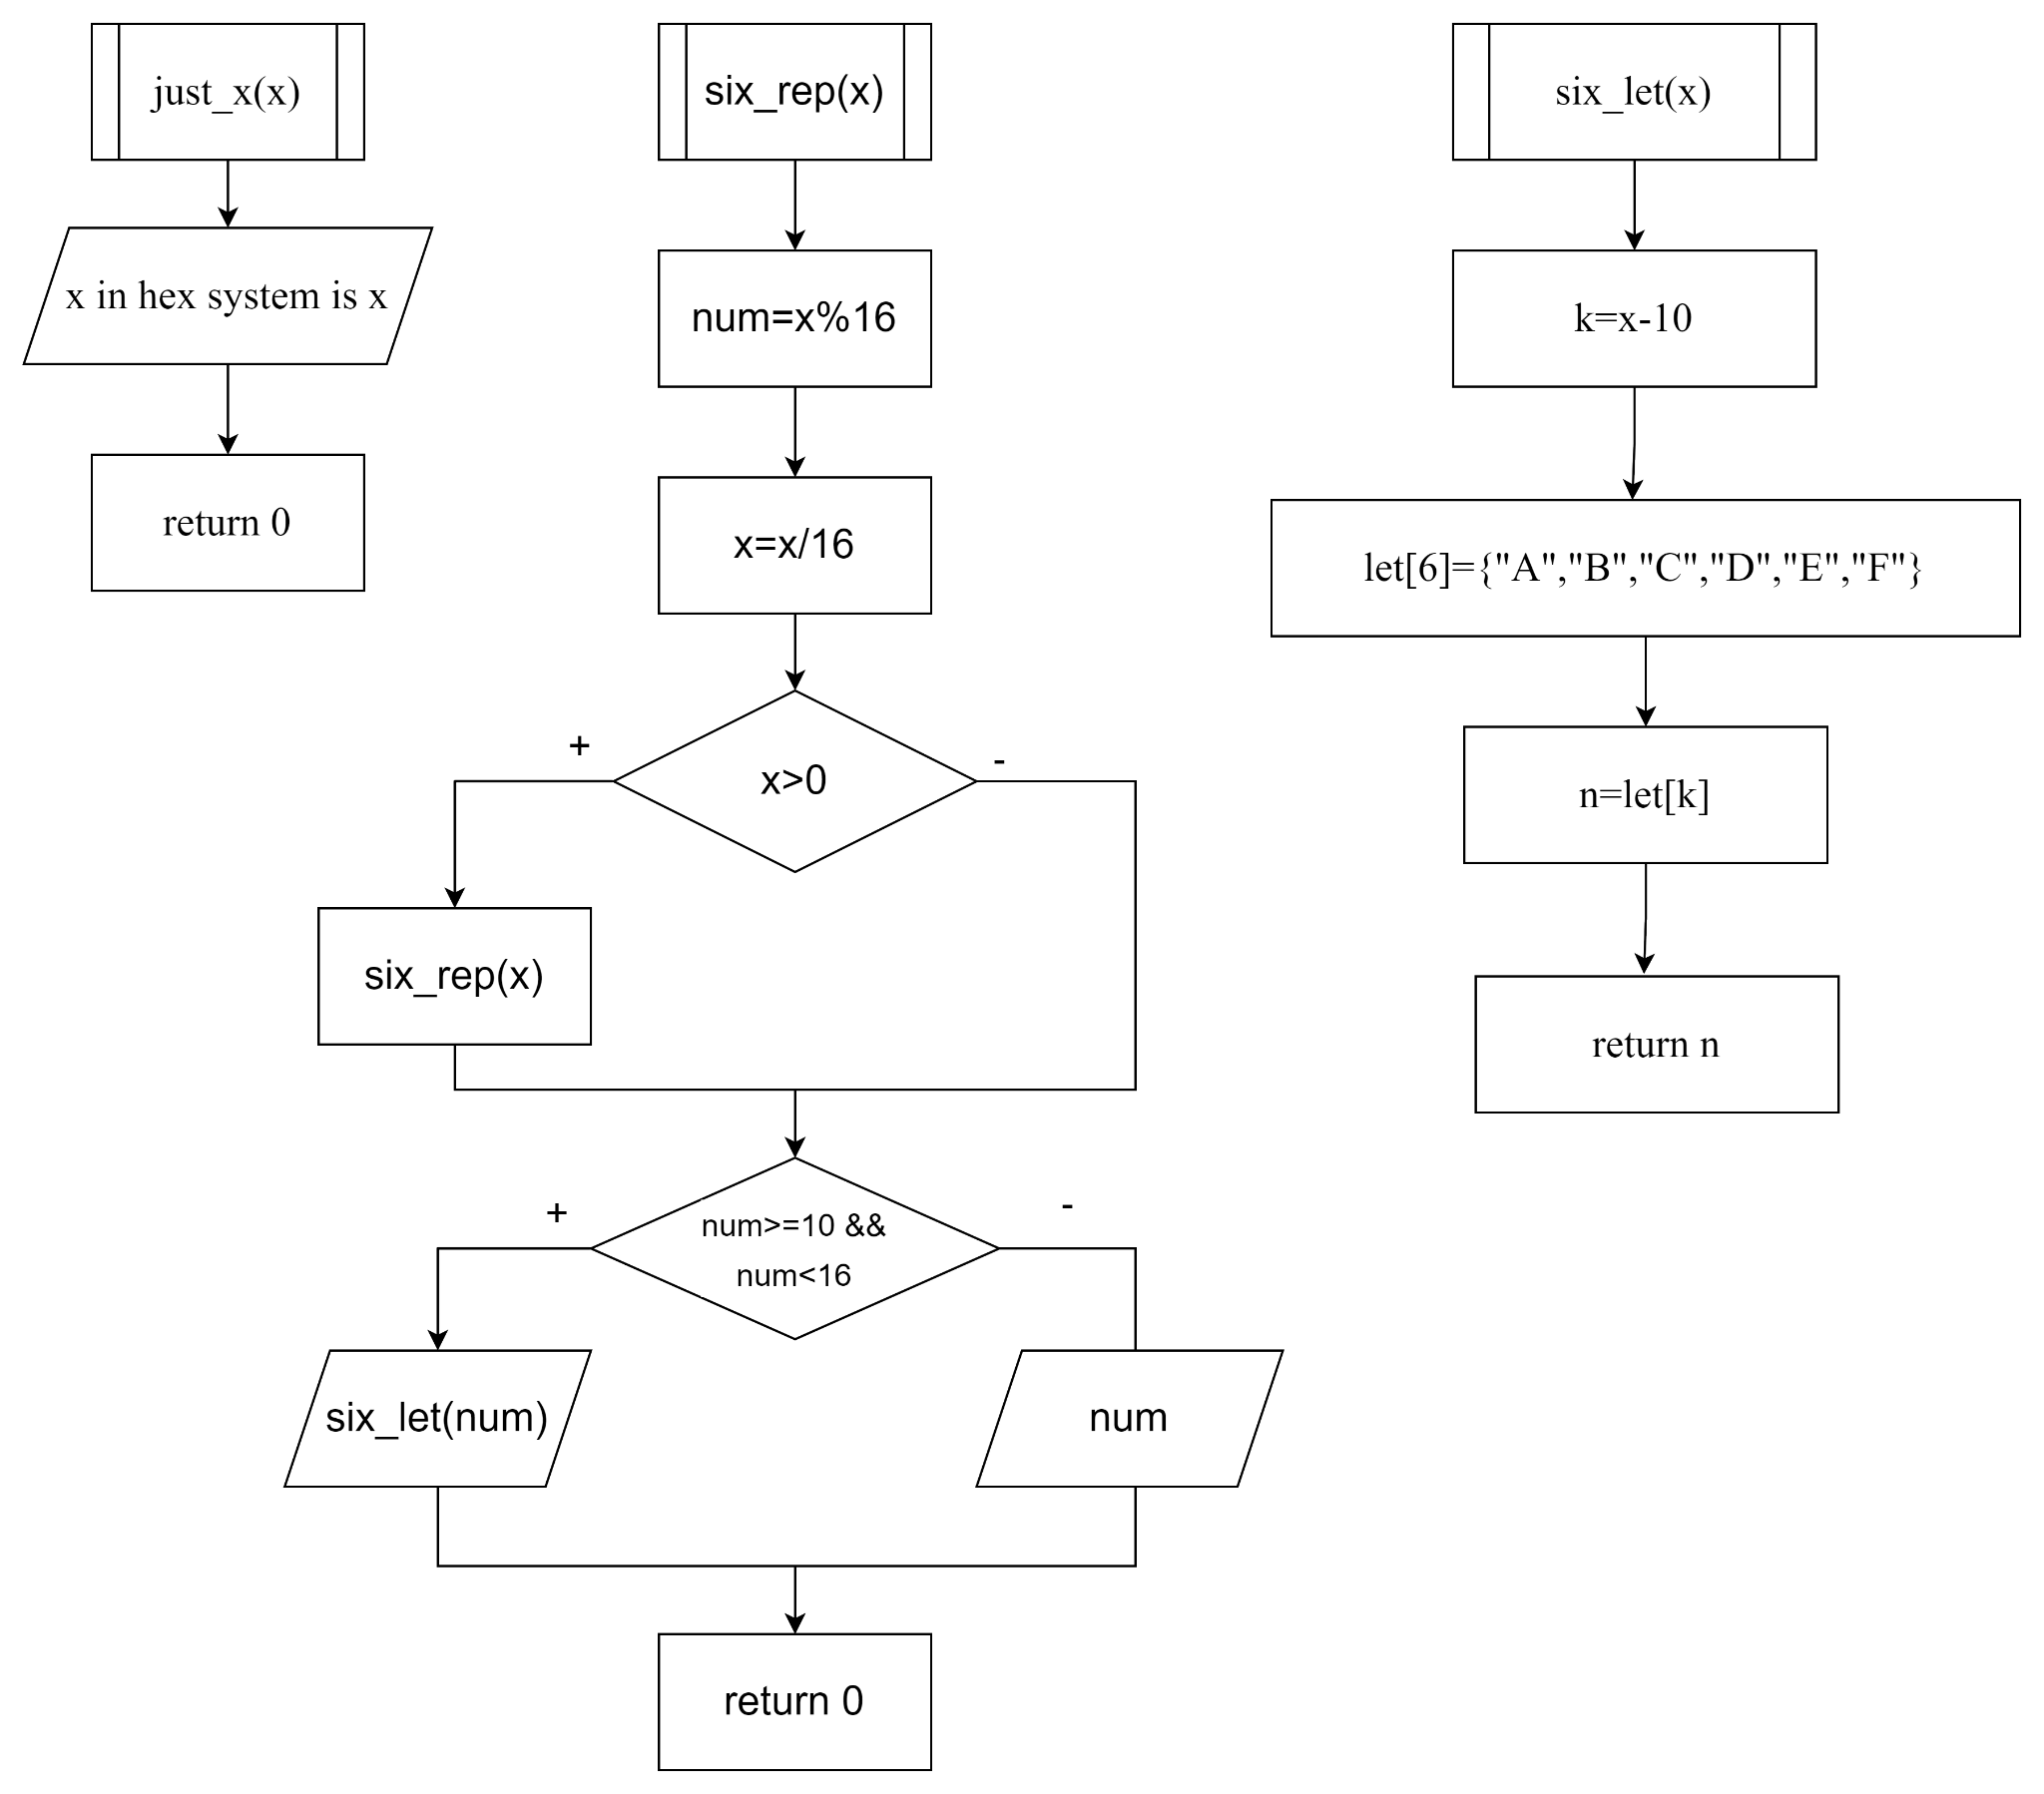 just_x(x)
x in hex system is x
return 0
six_rep(x)
num=x%16
x=x/16
x>0
+
-
six_rep(x)
num>=10 &&
num<16
+
-
six_let(num)
num
return 0
six_let(x)
k=x-10
let[6]={"A","B","C","D","E","F"}
n=let[k]
return n